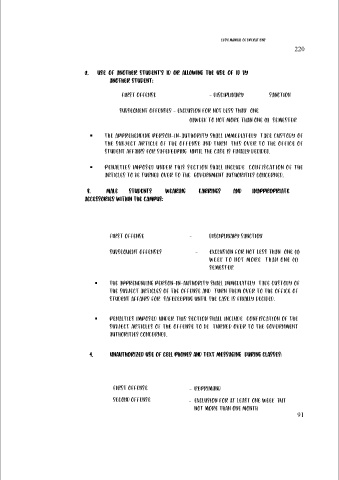 LCUP MANUAL OF OPERATIONS
220
2. USE OF ANOTHER STUDENT'S ID OR ALLOWING THE USE OF ID BY
ANOTHER STUDENT:
FIRST OFFENSE - DISCIPLINARY SANCTION
SUBSEQUENT OFFENSES - EXCLUSION FOR NOT LESS THAN ONE
(1)WEEK TO NOT MORE THAN ONE (1) SEMESTER
• THE APPREHENDING PERSON-IN-AUTHORITY SHALL IMMEDIATELY TAKE CUSTODY OF
THE SUBJECT ARTICLE OF THE OFFENSE AND TURN THIS OVER TO THE OFFICE OF
STUDENT AFFAIRS FOR SAFEKEEPING UNTIL THE CASE IS FINALLY DECIDED.
• PENALTIES IMPOSED UNDER THIS SECTION SHALL INCLUDE CONFISCATION OF THE
ARTICLES TO BE TURNED OVER TO THE GOVERNMENT AUTHORITIES CONCERNED.
3. MALE STUDENTS WEARING EARRINGS AND INAPPROPRIATE
ACCESSORIES WITHIN THE CAMPUS:
FIRST OFFENSE - DISCIPLINARY SANCTION
SUBSEQUENT OFFENSES - EXCLUSION FOR NOT LESS THAN ONE (1)
WEEK TO NOT MORE THAN ONE (1)
SEMESTER
• THE APPREHENDING PERSON-IN-AUTHORITY SHALL IMMEDIATELY TAKE CUSTODY OF
THE SUBJECT ARTICLES OF THE OFFENSE AND TURN THEM OVER TO THE OFFICE OF
STUDENT AFFAIRS FOR SAFEKEEPING UNTIL THE CASE IS FINALLY DECIDED.
• PENALTIES IMPOSED UNDER THIS SECTION SHALL INCLUDE CONFISCATION OF THE
SUBJECT ARTICLES OF THE OFFENSE TO BE TURNED OVER TO THE GOVERNMENT
AUTHORITIES CONCERNED.
4. UNAUTHORIZED USE OF CELL PHONES AND TEXT MESSAGING DURING CLASSES:
FIRST OFFENSE - REPRIMAND
SECOND OFFENSE - EXCLUSION FOR AT LEAST ONE WEEK BUT
NOT MORE THAN ONE MONTH
91